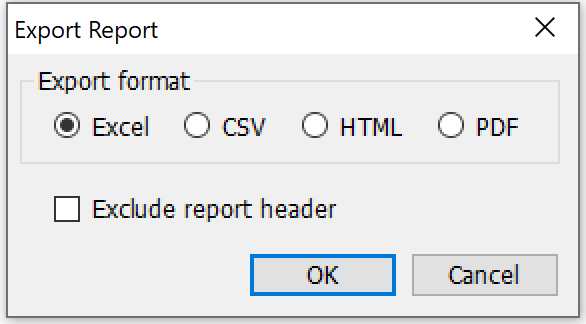 Export Report
Export format
Excel CSV HTML PDF
Exclude report header
OK Cancel